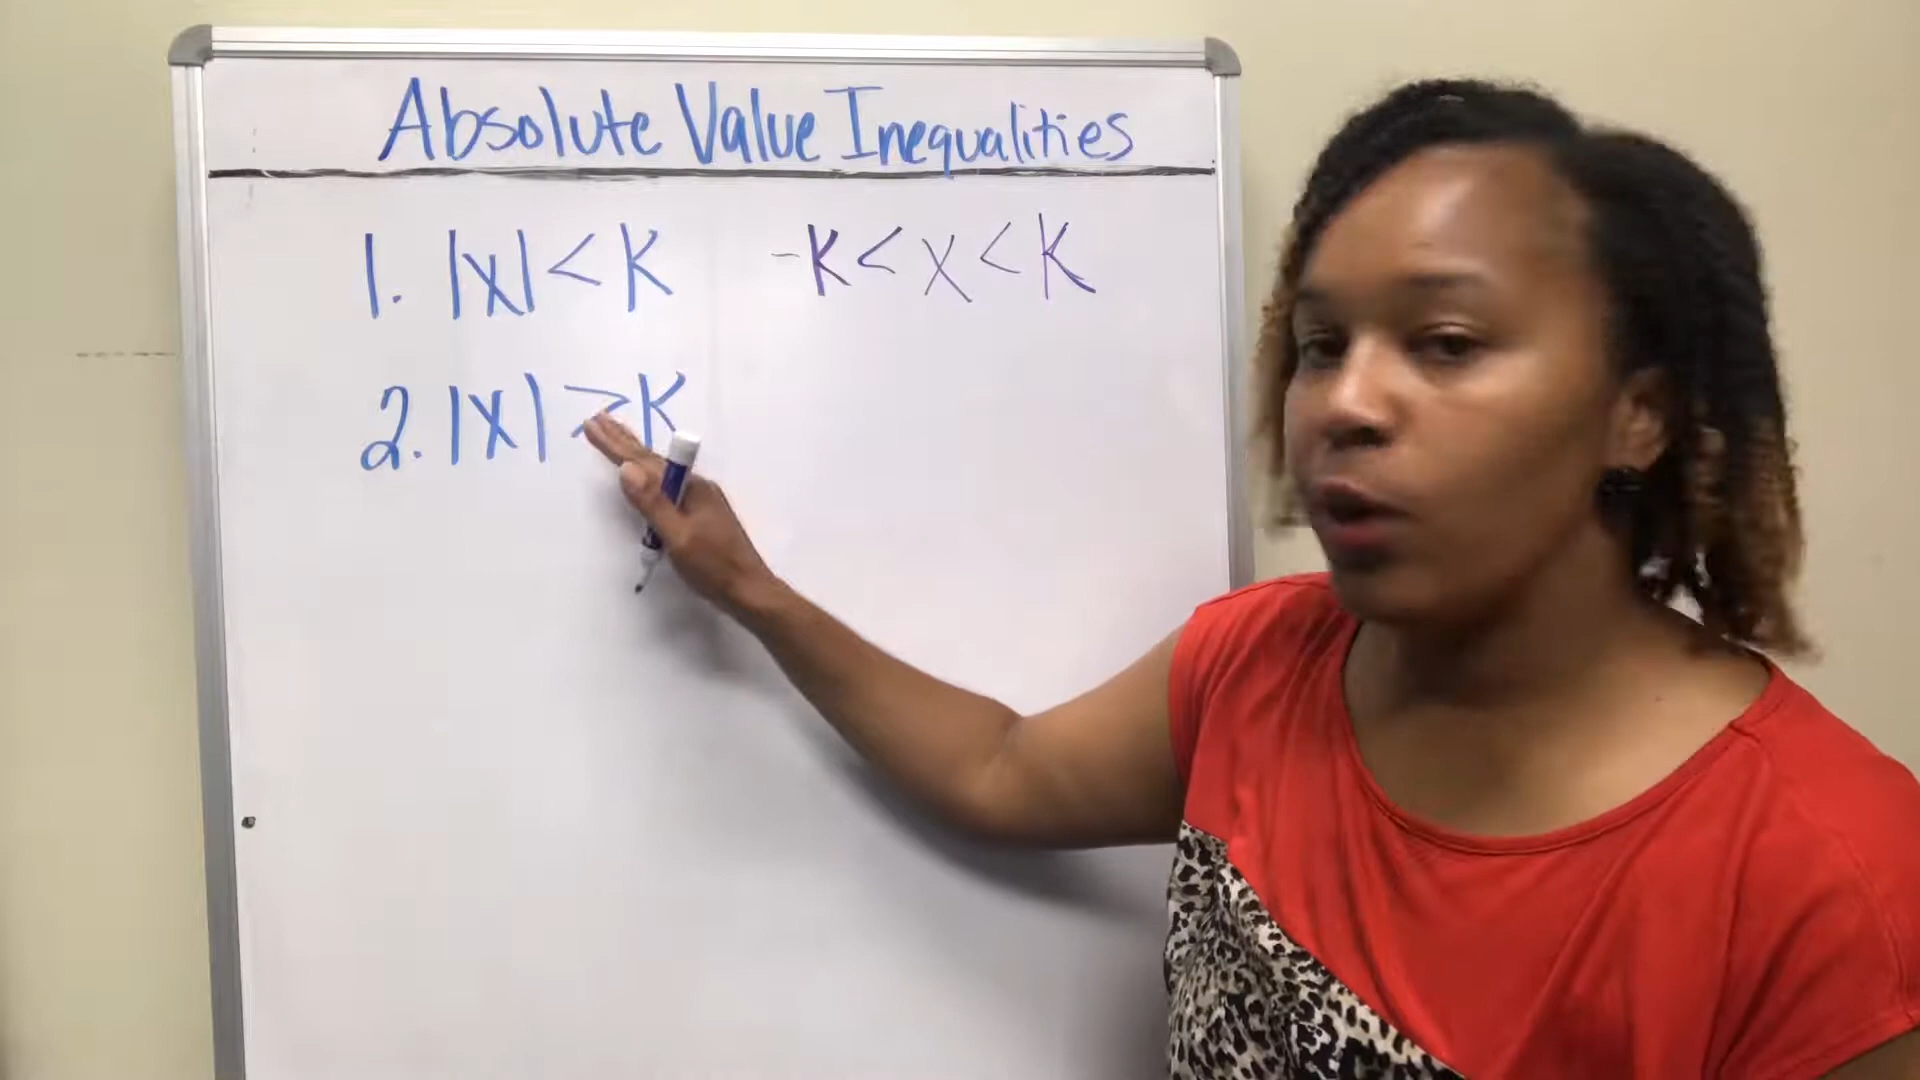 Absolute Value Inequalities
1. |x| < K -K < x < K
2. |x| > K